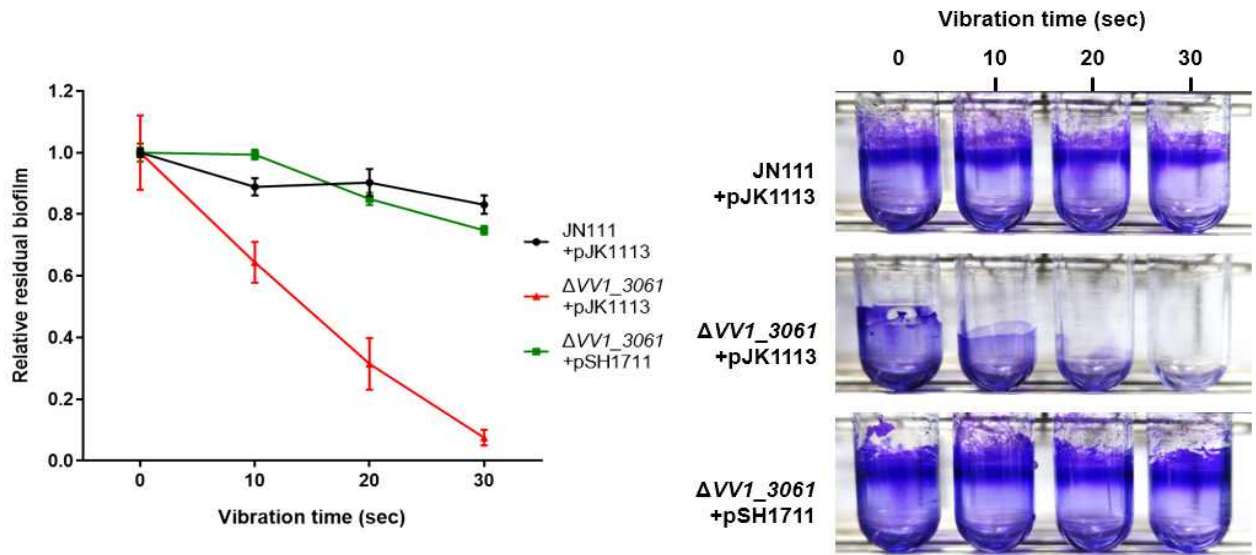 1.2
1.0
0.8
0.6
0.4
0.2
0.0
Relative residual biofilm
0 10 20 30
Vibration time (sec)
JN111
+pJK1113
ΔVV1_3061
+pJK1113
ΔVV1_3061
+pSH1711
Vibration time (sec)
0 10 20 30
JN111
+pJK1113
ΔVV1_3061
+pJK1113
ΔVV1_3061
+pSH1711